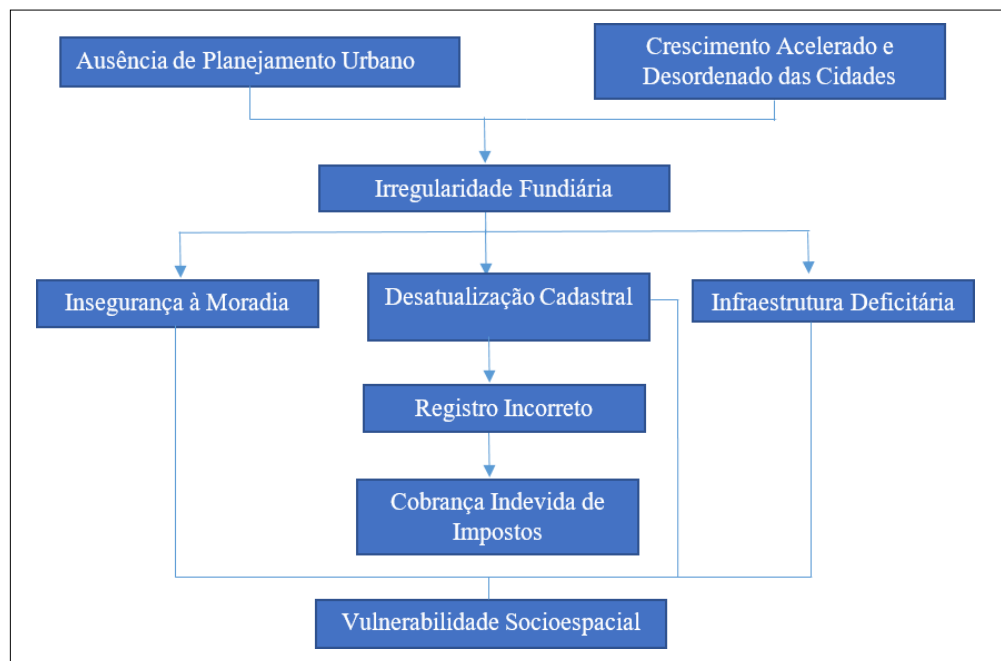 Ausência de Planejamento Urbano
Crescimento Acelerado e
Desordenado das Cidades
Irregularidade Fundiária
Insegurança à Moradia
Desatualização Cadastral
Infraestrutura Deficitária
Registro Incorreto
Cobrança Indevida de
Impostos
Vulnerabilidade Socioespacial